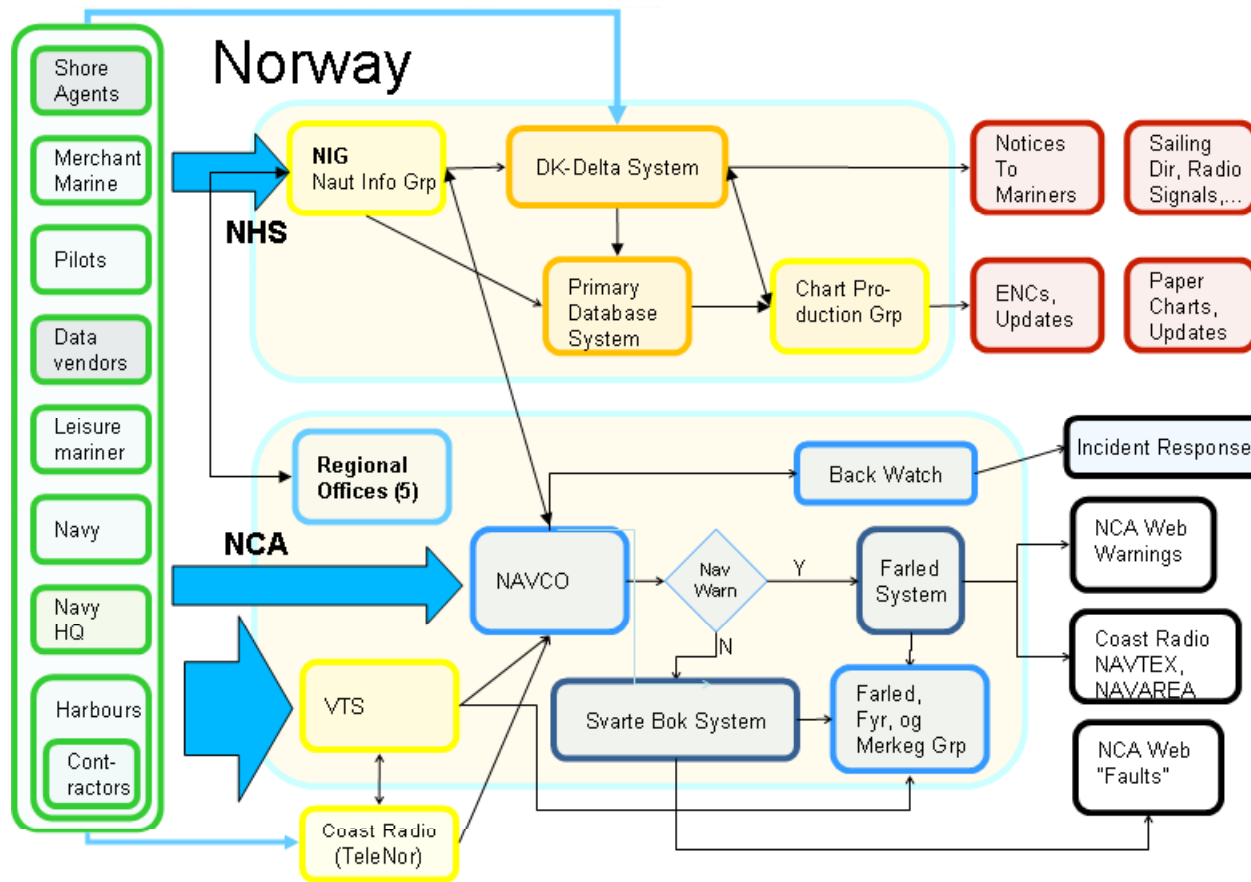 Norway
Shore
Agents
Merchant
Marine
Pilots
Data
vendors
Leisure
mariner
Navy
Navy
HQ
Harbours
Cont-
ractors
NHS
NIG
Naut Info Grp
DK-Delta System
Primary
Database
System
Chart Pro-
duction Grp
Notices
To
Mariners
Sailing
Dir, Radio
Signals,...
ENCs,
Updates
Paper
Charts,
Updates
Regional
Offices (5)
NCA
NAVCO
Back Watch
Incident Response
Nav
Warn
Y
N
Farled
System
NCA Web
Warnings
Coast Radio
NAVTEX,
NAVAREA
VTS
Svarte Bok System
Farled,
Fyr, og
Merkeg Grp
NCA Web
"Faults"
Coast Radio
(TeleNor)